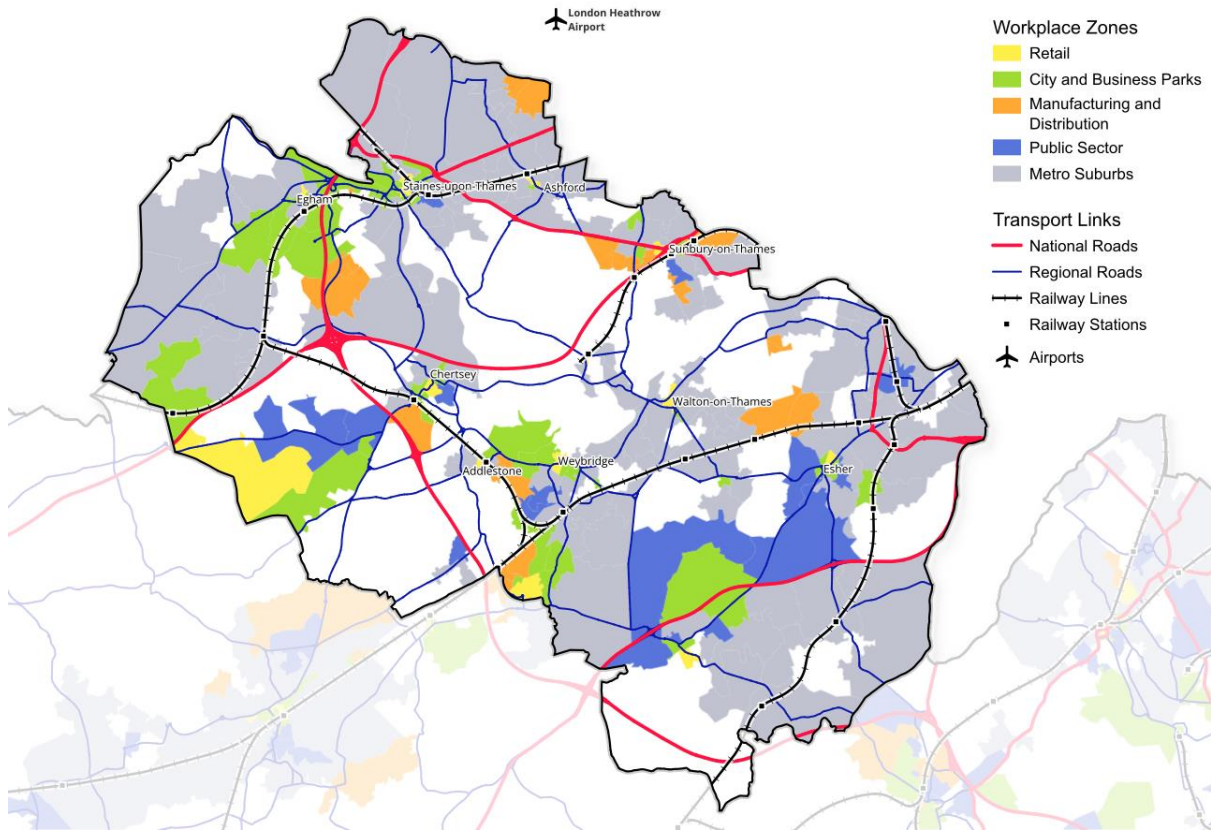 London Heathrow
Airport
Workplace Zones
Retail
City and Business Parks
Manufacturing and
Distribution
Public Sector
Metro Suburbs
Transport Links
National Roads
Regional Roads
Railway Lines
Railway Stations
Airports
Staines-upon-Thames
Ashford
Egham
Sunbury-on-Thames
Chertsey
Walton-on-Thames
Addlestone
Weybridge
Esher